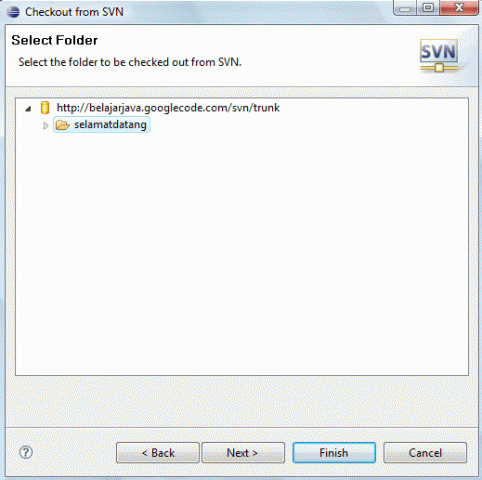 Checkout from SVN
Select Folder
Select the folder to be checked out from SVN.
SVN
http://belajarjava.googlecode.com/svn/trunk
selamatdatang
?
< Back
Next >
Finish
Cancel